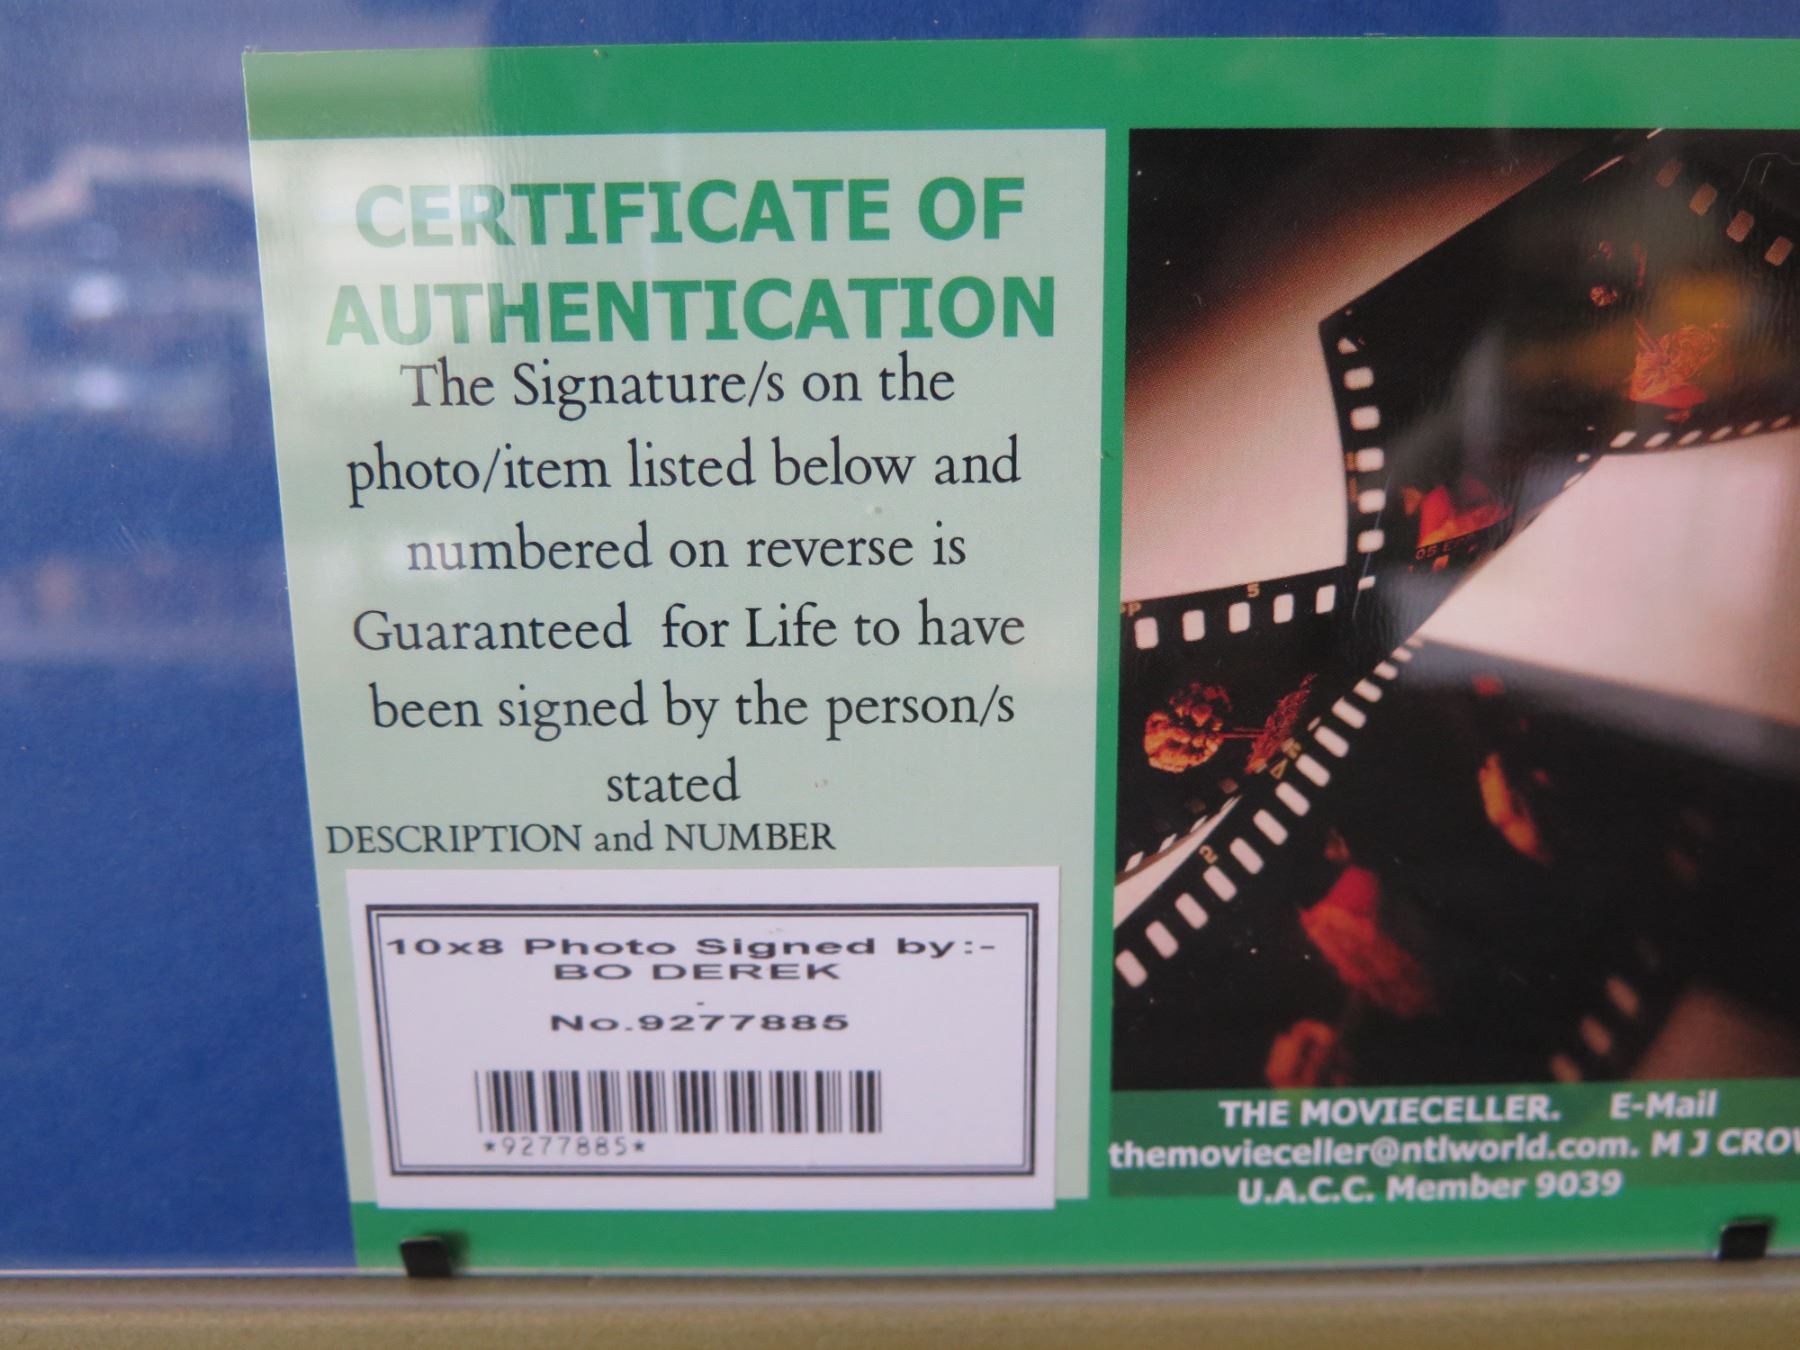 CERTIFICATE OF
AUTHENTICATION
The Signature/s on the
photo/item listed below and
numbered on reverse is
Guaranteed for Life to have
been signed by the person/s
stated
DESCRIPTION and NUMBER
10x8 Photo Signed by:-
BO DEREK
-
No.9277885
*9277885*
5
2
THE MOVIECELLER. E-Mail
themovieceller@ntlworld.com. M J
U.A.C.C. Member 9039